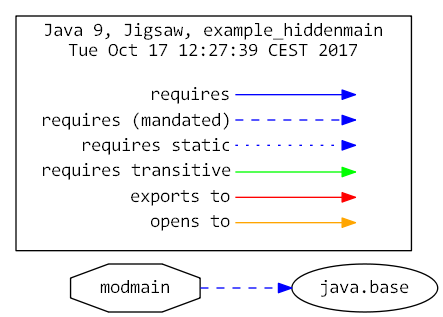 Java 9, Jigsaw, example_hiddenmain
Tue Oct 17 12:27:39 CEST 2017
requires
requires (mandated)
requires static
requires transitive
exports to
opens to
modmain java.base